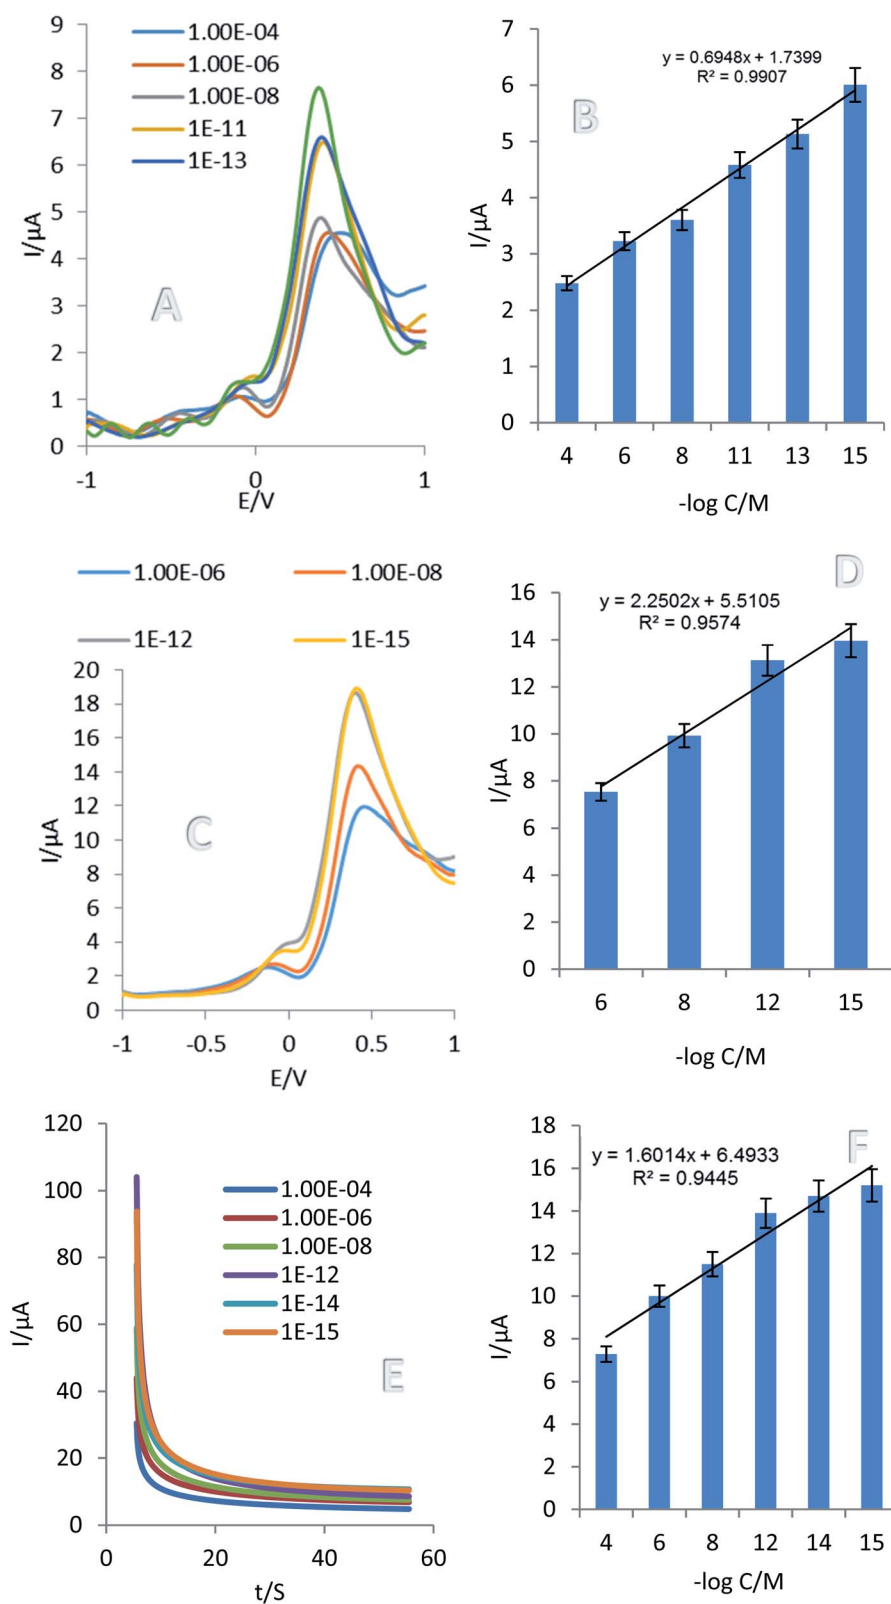 9
8
7
6
5
4
3
2
1
0
I/µA
1.00E-04
1.00E-06
1.00E-08
1E-11
1E-13
A
-1 0 1
E/V
7
6
5
4
3
2
1
0
I/µA
y = 0.6948x + 1.7399
R² = 0.9907
B
4 6 8 11 13 15
-log C/M
1.00E-06 1.00E-08
1E-12 1E-15
20
18
16
14
12
10
8
6
4
2
0
I/µA
C
-1 -0.5 0 0.5 1
E/V
D
16
14
12
10
8
6
4
2
0
I/µA
y = 2.2502x + 5.5105
R² = 0.9574
6 8 12 15
-log C/M
120
100
80
60
40
20
0
I/µA
1.00E-04
1.00E-06
1.00E-08
1E-12
1E-14
1E-15
E
0 20 40 60
t/S
18
16
14
12
10
8
6
4
2
0
I/µA
y = 1.6014x + 6.4933
R² = 0.9445
F
4 6 8 12 14 15
-log C/M